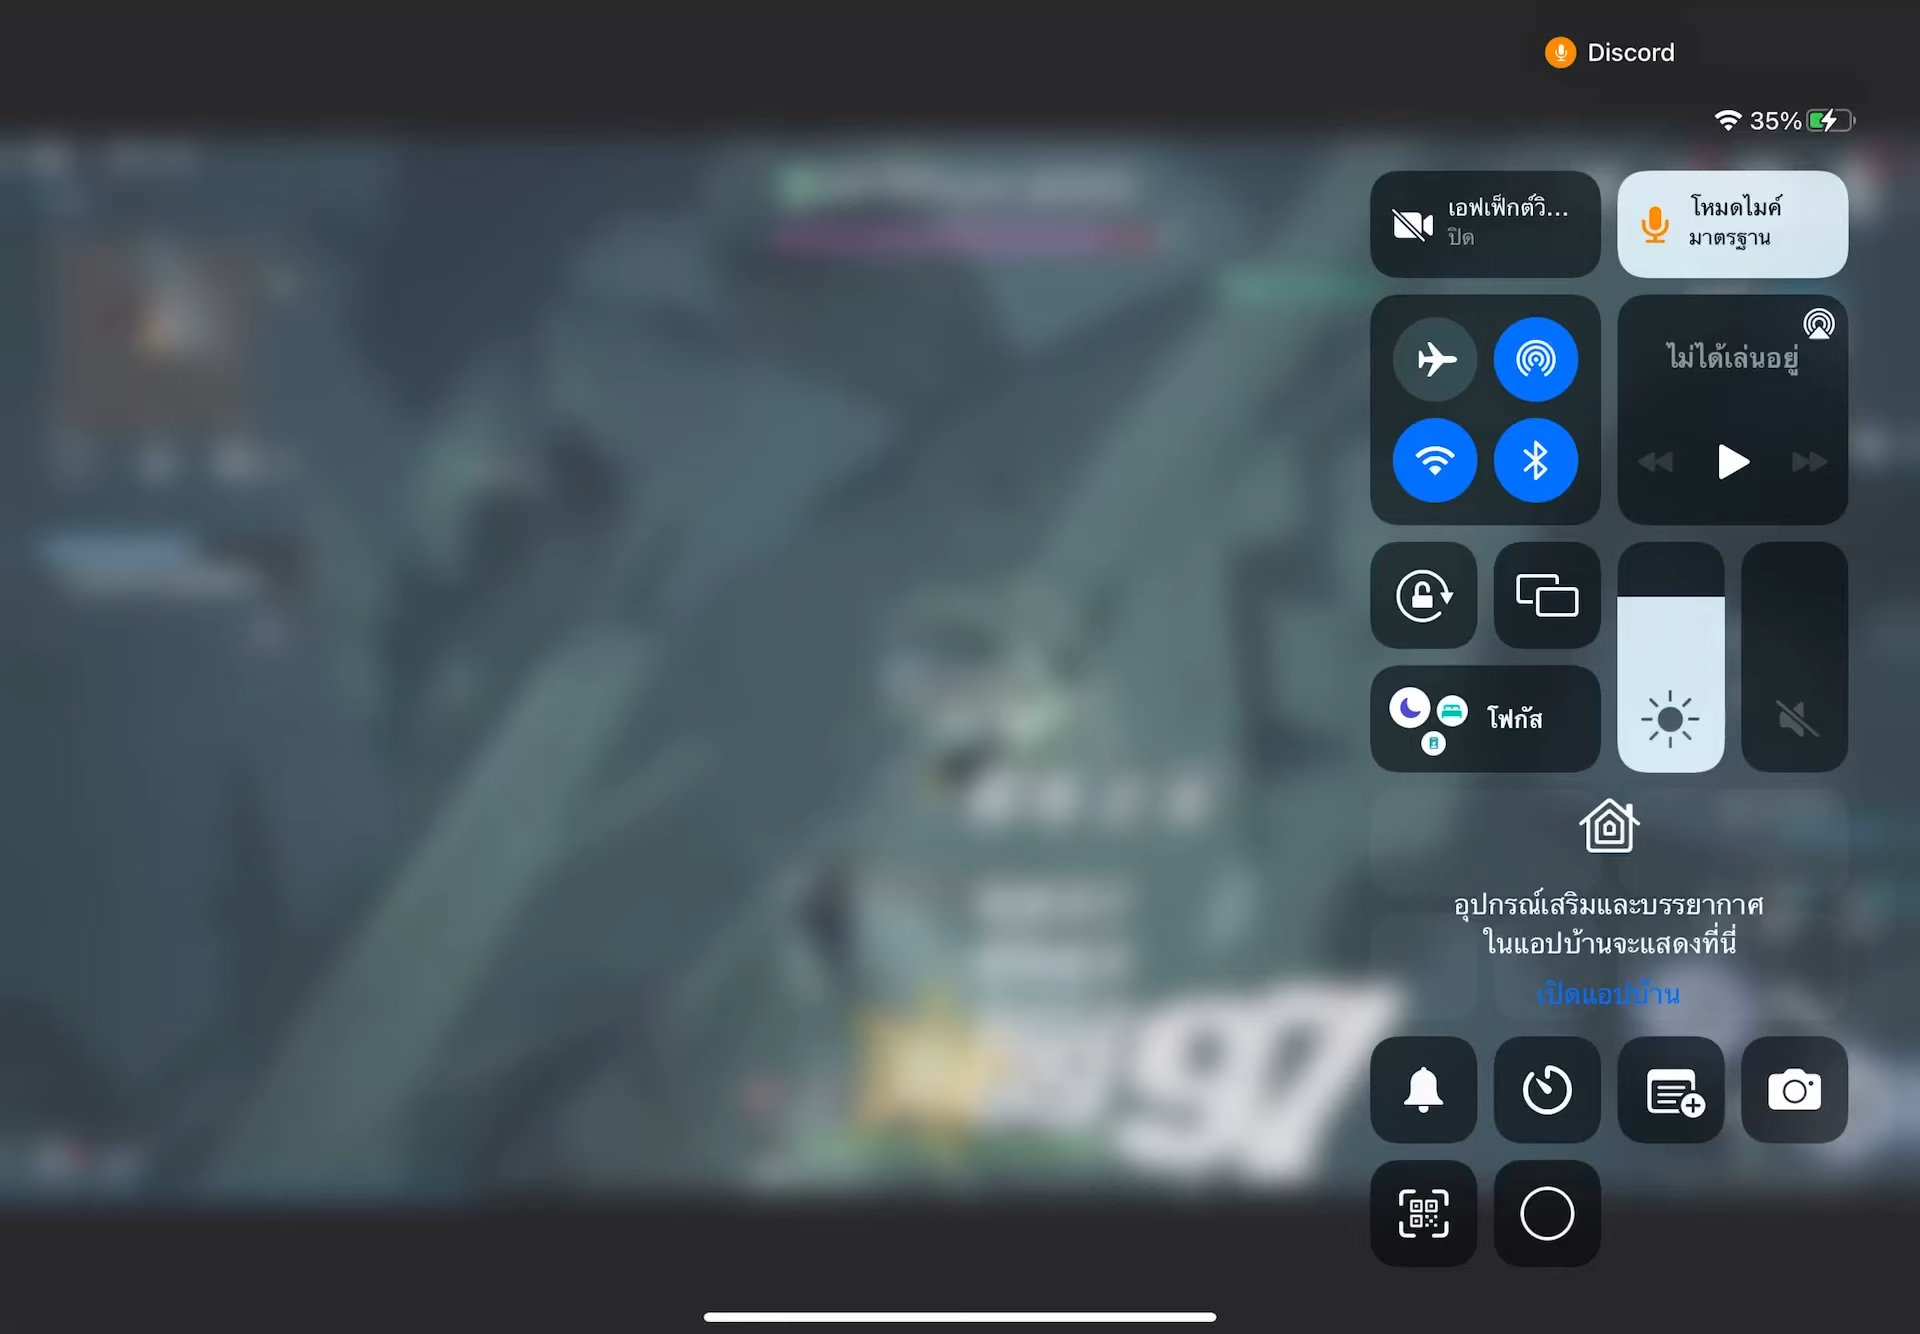 Discord
35%
เอฟเฟ็กต์วิ...
ปิด
โหมดไมค์
มาตรฐาน
ไม่ได้เล่นอยู่
โฟกัส
อุปกรณ์เสริมและบรรยากาศ
ในแอปบ้านจะแสดงที่นี่
เปิดแอปบ้าน
97